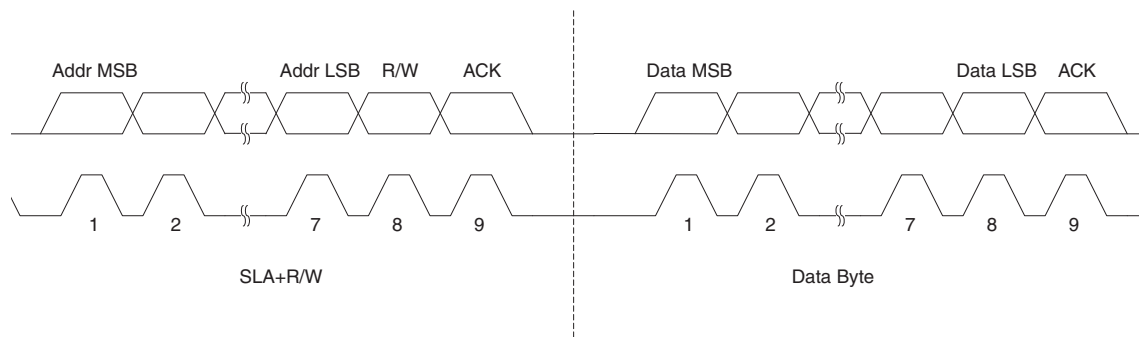 Addr MSB Addr LSB R/W ACK Data MSB Data LSB ACK
1 2 7 8 9 1 2 7 8 9
SLA+R/W Data Byte